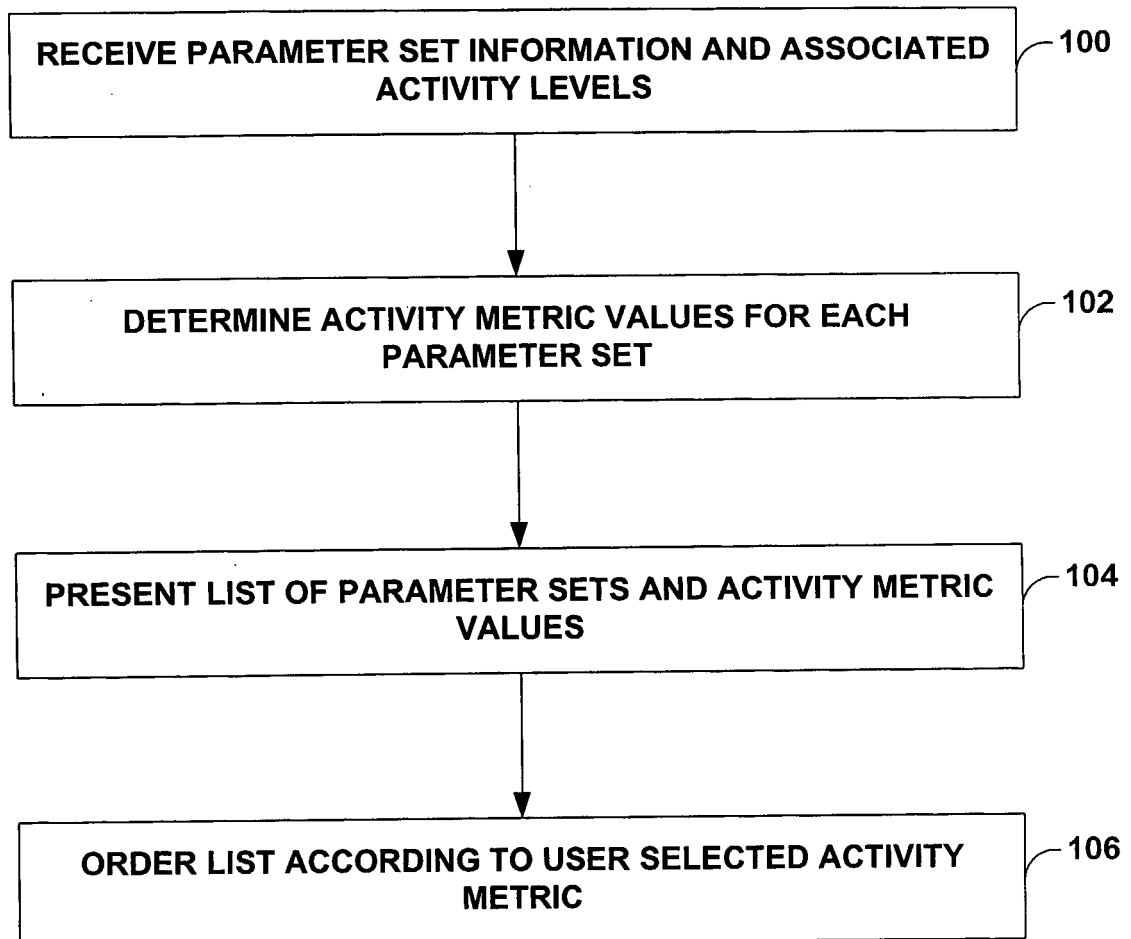 RECEIVE PARAMETER SET INFORMATION AND ASSOCIATED
ACTIVITY LEVELS
100
DETERMINE ACTIVITY METRIC VALUES FOR EACH
PARAMETER SET
102
PRESENT LIST OF PARAMETER SETS AND ACTIVITY METRIC
VALUES
104
ORDER LIST ACCORDING TO USER SELECTED ACTIVITY
METRIC
106